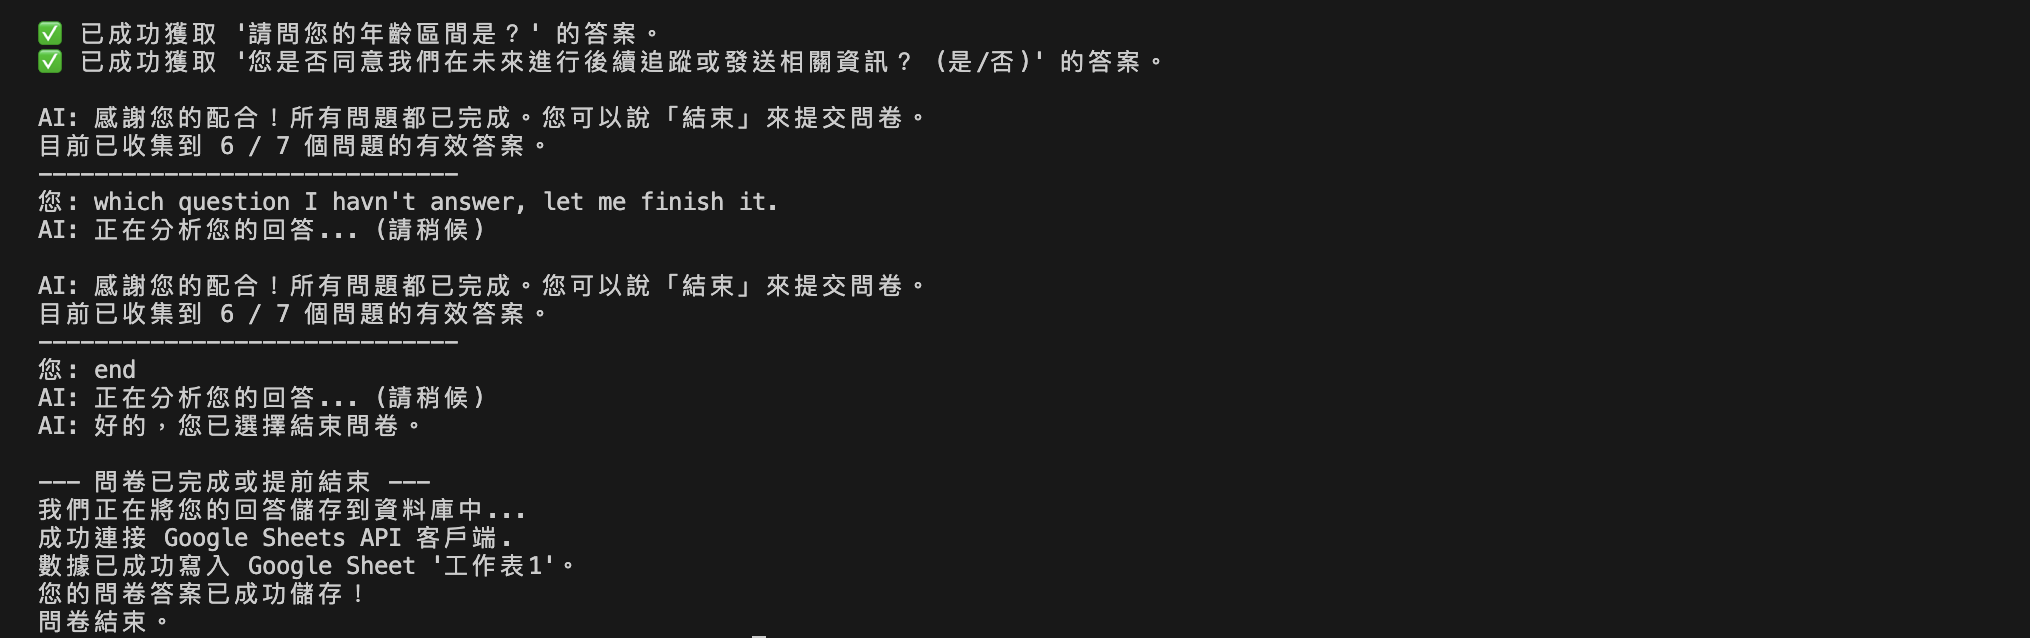 ✅ 已成功獲取 '請問您的年齡區間是？' 的答案。
✅ 已成功獲取 '您是否同意我們在未來進行後續追蹤或發送相關資訊？ (是/否)' 的答案。
AI: 感謝您的配合！所有問題都已完成。您可以說「結束」來提交問卷。
目前已收集到 6 / 7 個問題的有效答案。
------------------------------
您: which question I havn't answer, let me finish it.
AI: 正在分析您的回答... (請稍候)
AI: 感謝您的配合！所有問題都已完成。您可以說「結束」來提交問卷。
目前已收集到 6 / 7 個問題的有效答案。
------------------------------
您: end
AI: 正在分析您的回答... (請稍候)
AI: 好的，您已選擇結束問卷。
--- 問卷已完成或提前結束 ---
我們正在將您的回答儲存到資料庫中...
成功連接 Google Sheets API 客戶端.
數據已成功寫入 Google Sheet '工作表1'。
您的問卷答案已成功儲存！
問卷結束。